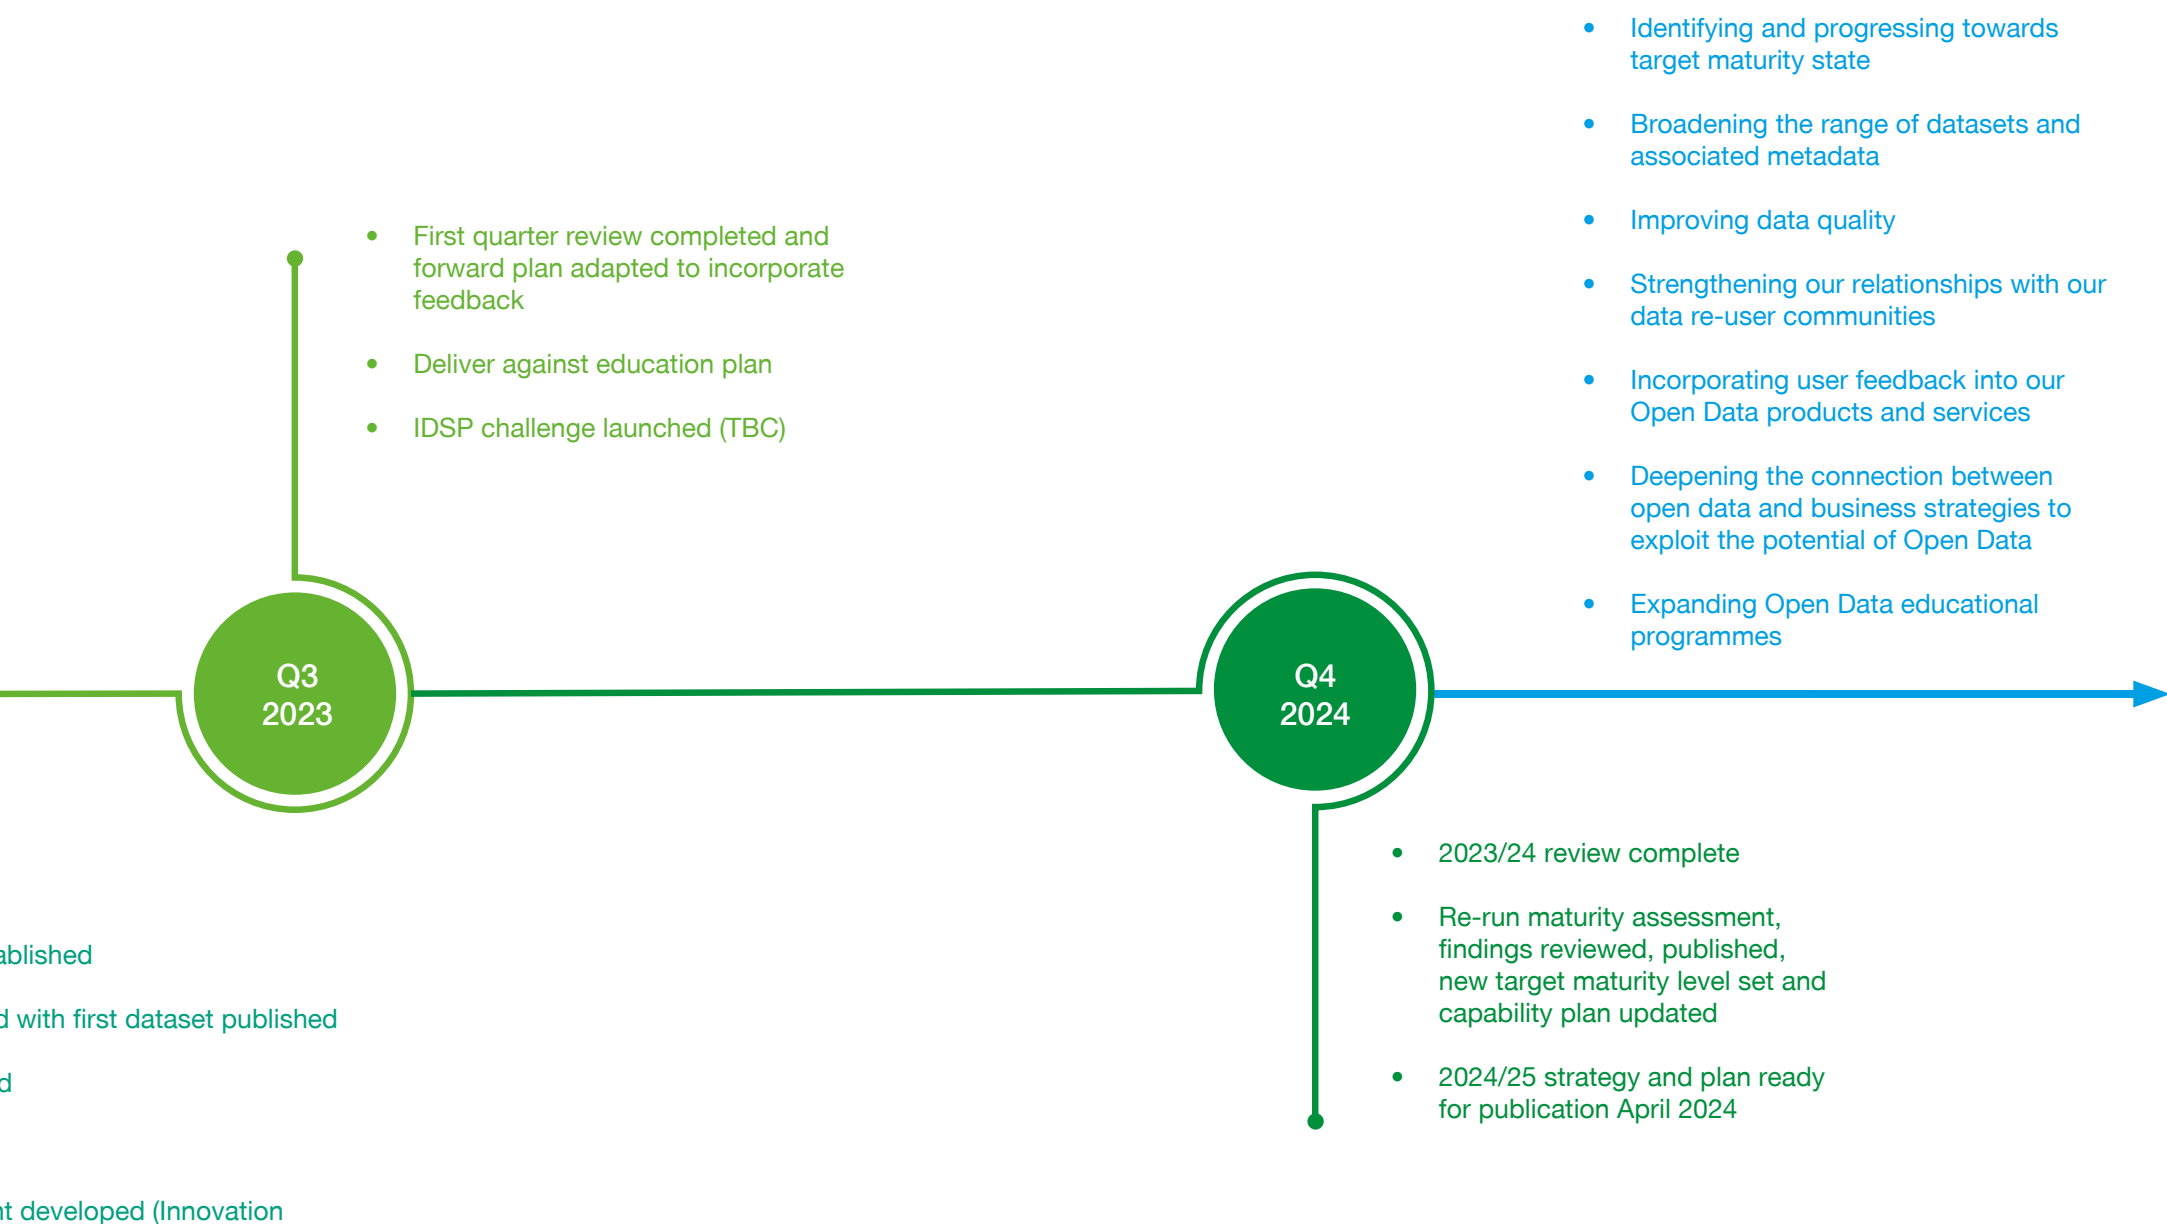 • Identifying and progressing towards
target maturity state
• Broadening the range of datasets and
associated metadata
• Improving data quality
• Strengthening our relationships with our
data re-user communities
• Incorporating user feedback into our
Open Data products and services
• Deepening the connection between
open data and business strategies to
exploit the potential of Open Data
• Expanding Open Data educational
programmes
• First quarter review completed and
forward plan adapted to incorporate
feedback
• Deliver against education plan
• IDSP challenge launched (TBC)
Q3
2023
Q4
2024
• 2023/24 review complete
• Re-run maturity assessment,
findings reviewed, published,
new target maturity level set and
capability plan updated
• 2024/25 strategy and plan ready
for publication April 2024
with first dataset published
developed (Innovation